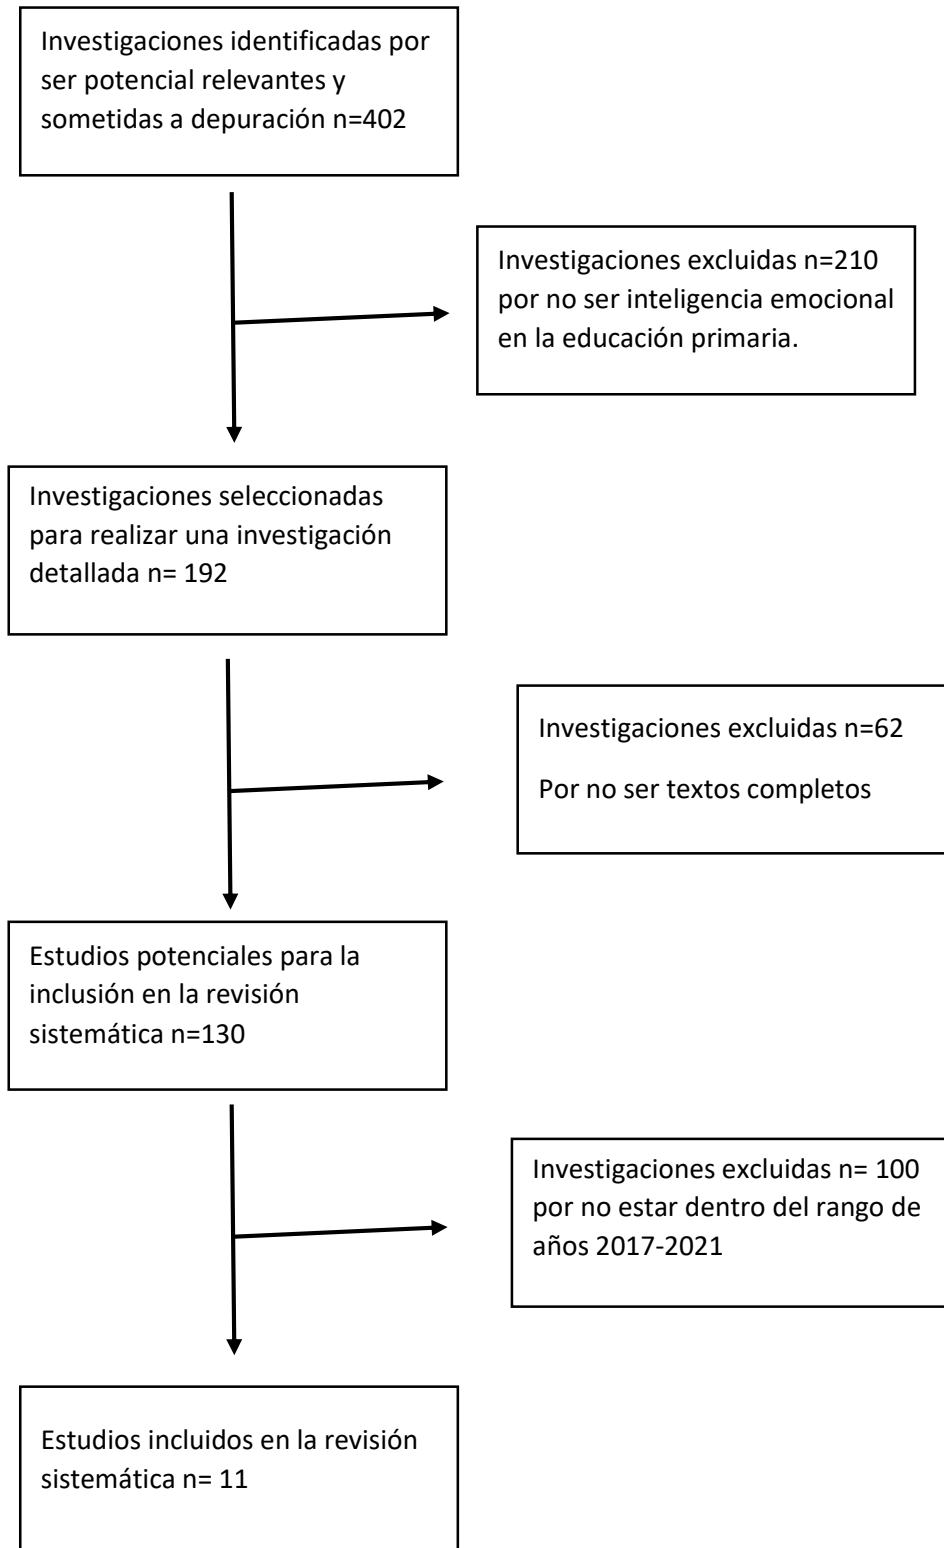 Investigaciones identificadas por
ser potencial relevantes y
sometidas a depuración n=402
Investigaciones excluidas n=210
por no ser inteligencia emocional
en la educación primaria.
Investigaciones seleccionadas
para realizar una investigación
detallada n= 192
Investigaciones excluidas n=62
Por no ser textos completos
Estudios potenciales para la
inclusión en la revisión
sistemática n=130
Investigaciones excluidas n= 100
por no estar dentro del rango de
años 2017-2021
Estudios incluidos en la revisión
sistemática n= 11